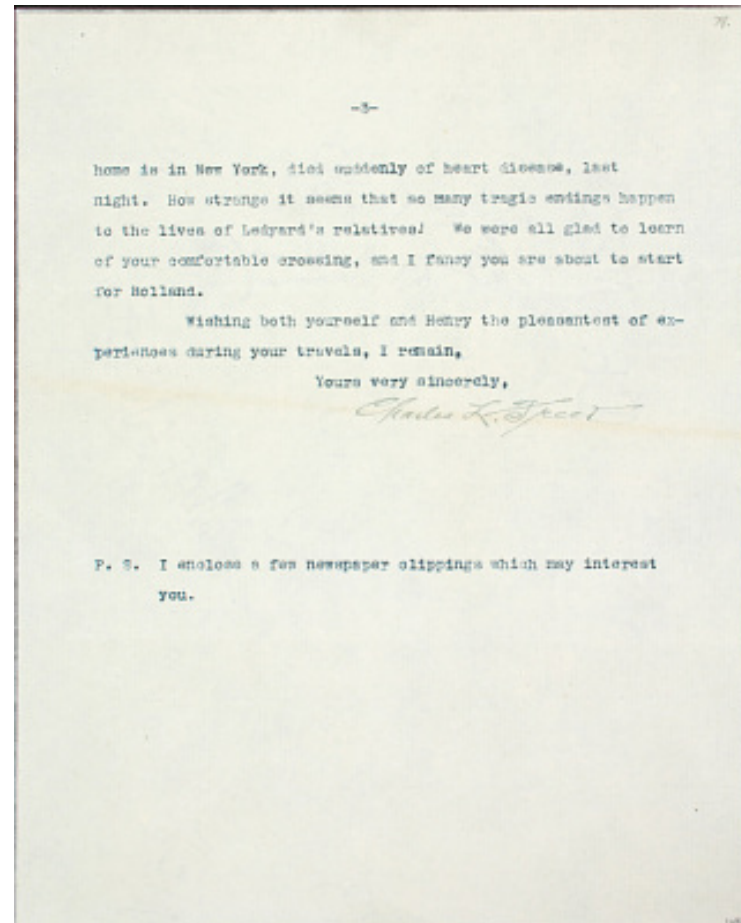 -3-
home is in New York, died suddenly of heart disease, last
night. How strange it seems that so many tragic endings happen
to the lives of Ledyard's relatives! We were all glad to learn
of your comfortable crossing, and I fancy you are about to start
for Holland.
Wishing both yourself and Henry the pleasantest of ex-
periences during your travels, I remain,
Yours very sincerely,
Charles L. Freer
P. S. I enclose a few newspaper clippings which may interest
you.